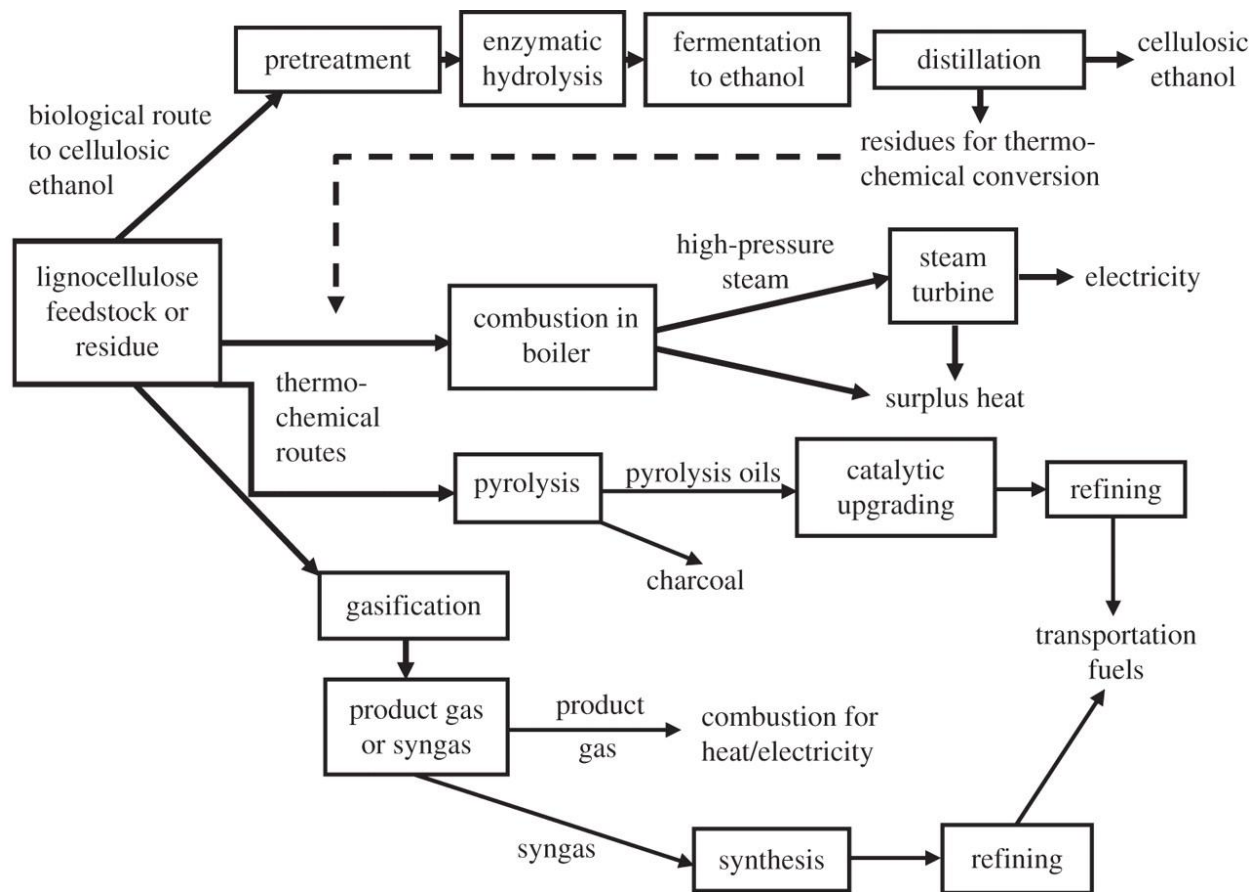 pretreatment
enzymatic
hydrolysis
fermentation
to ethanol
distillation
cellulosic
ethanol
biological route
to cellulosic
ethanol
residues for thermo-
chemical conversion
lignocellulose
feedstock or
residue
high-pressure
steam
steam
turbine
electricity
combustion in
boiler
surplus heat
thermo-
chemical
routes
pyrolysis
pyrolysis oils
catalytic
upgrading
refining
charcoal
gasification
transportation
fuels
product gas
or syngas
product
gas
combustion for
heat/electricity
syngas
synthesis
refining